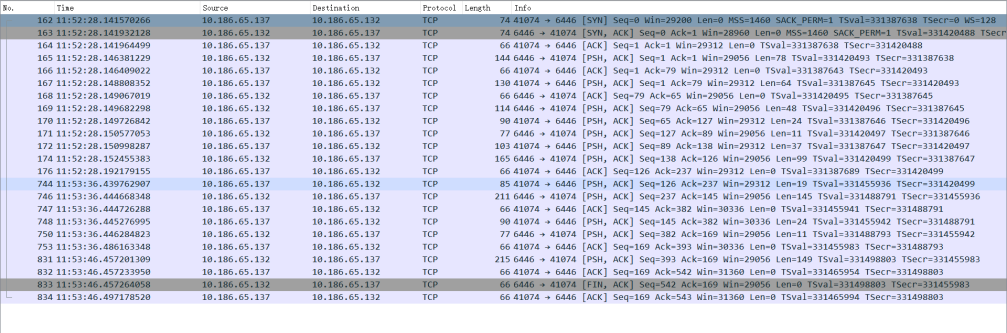 No. Time Source Destination Protocol Length Info
162 11:52:28.141570266 10.186.65.137 10.186.65.132 TCP 74 41074 → 6446 [SYN] Seq=0 Win=29200 Len=0 MSS=1460 SACK_PERM=1 TSval=331387638 TSecr=0 WS=128
163 11:52:28.141932128 10.186.65.132 10.186.65.137 TCP 74 6446 → 41074 [SYN, ACK] Seq=0 Ack=1 Win=28960 Len=0 MSS=1460 SACK_PERM=1 TSval=331420488 TSecr=33
164 11:52:28.141964499 10.186.65.137 10.186.65.132 TCP 66 41074 → 6446 [ACK] Seq=1 Ack=1 Win=29312 Len=0 TSval=331387638 TSecr=331420488
165 11:52:28.146381229 10.186.65.132 10.186.65.137 TCP 144 6446 → 41074 [PSH, ACK] Seq=1 Ack=1 Win=29056 Len=78 TSval=331420493 TSecr=331387638
166 11:52:28.146409022 10.186.65.137 10.186.65.132 TCP 66 41074 → 6446 [ACK] Seq=1 Ack=79 Win=29312 Len=0 TSval=331387643 TSecr=331420493
167 11:52:28.148808352 10.186.65.137 10.186.65.132 TCP 130 41074 → 6446 [PSH, ACK] Seq=1 Ack=79 Win=29312 Len=64 TSval=331387645 TSecr=331420493
168 11:52:28.149067019 10.186.65.132 10.186.65.137 TCP 66 6446 → 41074 [ACK] Seq=79 Ack=65 Win=29056 Len=0 TSval=331420495 TSecr=331387645
169 11:52:28.149682298 10.186.65.132 10.186.65.137 TCP 114 6446 → 41074 [PSH, ACK] Seq=79 Ack=65 Win=29056 Len=48 TSval=331420496 TSecr=331387645
170 11:52:28.149726842 10.186.65.137 10.186.65.132 TCP 90 41074 → 6446 [PSH, ACK] Seq=65 Ack=127 Win=29312 Len=24 TSval=331387646 TSecr=331420496
171 11:52:28.150577053 10.186.65.132 10.186.65.137 TCP 77 6446 → 41074 [PSH, ACK] Seq=127 Ack=89 Win=29056 Len=11 TSval=331420497 TSecr=331387646
172 11:52:28.150998287 10.186.65.137 10.186.65.132 TCP 103 41074 → 6446 [PSH, ACK] Seq=89 Ack=138 Win=29312 Len=37 TSval=331387647 TSecr=331420497
174 11:52:28.152455383 10.186.65.132 10.186.65.137 TCP 165 6446 → 41074 [PSH, ACK] Seq=138 Ack=126 Win=29056 Len=99 TSval=331420499 TSecr=331387647
176 11:52:28.192179155 10.186.65.137 10.186.65.132 TCP 66 41074 → 6446 [ACK] Seq=126 Ack=237 Win=29312 Len=0 TSval=331387689 TSecr=331420499
744 11:53:36.439762907 10.186.65.137 10.186.65.132 TCP 85 41074 → 6446 [PSH, ACK] Seq=126 Ack=237 Win=29312 Len=19 TSval=331455936 TSecr=331420499
746 11:53:36.444668348 10.186.65.132 10.186.65.137 TCP 211 6446 → 41074 [PSH, ACK] Seq=237 Ack=145 Win=29056 Len=145 TSval=331488791 TSecr=331455936
747 11:53:36.444726288 10.186.65.137 10.186.65.132 TCP 66 41074 → 6446 [ACK] Seq=145 Ack=382 Win=30336 Len=0 TSval=331455941 TSecr=331488791
748 11:53:36.445276995 10.186.65.137 10.186.65.132 TCP 90 41074 → 6446 [PSH, ACK] Seq=145 Ack=382 Win=30336 Len=24 TSval=331455942 TSecr=331488791
750 11:53:36.446284823 10.186.65.132 10.186.65.137 TCP 77 6446 → 41074 [PSH, ACK] Seq=382 Ack=169 Win=29056 Len=11 TSval=331488793 TSecr=331455942
753 11:53:36.486163348 10.186.65.137 10.186.65.132 TCP 66 41074 → 6446 [ACK] Seq=169 Ack=393 Win=30336 Len=0 TSval=331455983 TSecr=331488793
831 11:53:46.457201309 10.186.65.132 10.186.65.137 TCP 215 6446 → 41074 [PSH, ACK] Seq=393 Ack=169 Win=29056 Len=149 TSval=331498803 TSecr=331455983
832 11:53:46.457233950 10.186.65.137 10.186.65.132 TCP 66 41074 → 6446 [ACK] Seq=169 Ack=542 Win=31360 Len=0 TSval=331465954 TSecr=331498803
833 11:53:46.457264058 10.186.65.132 10.186.65.137 TCP 66 6446 → 41074 [FIN, ACK] Seq=542 Ack=169 Win=29056 Len=0 TSval=331498803 TSecr=331455983
834 11:53:46.497178520 10.186.65.137 10.186.65.132 TCP 66 41074 → 6446 [ACK] Seq=169 Ack=543 Win=31360 Len=0 TSval=331465994 TSecr=331498803